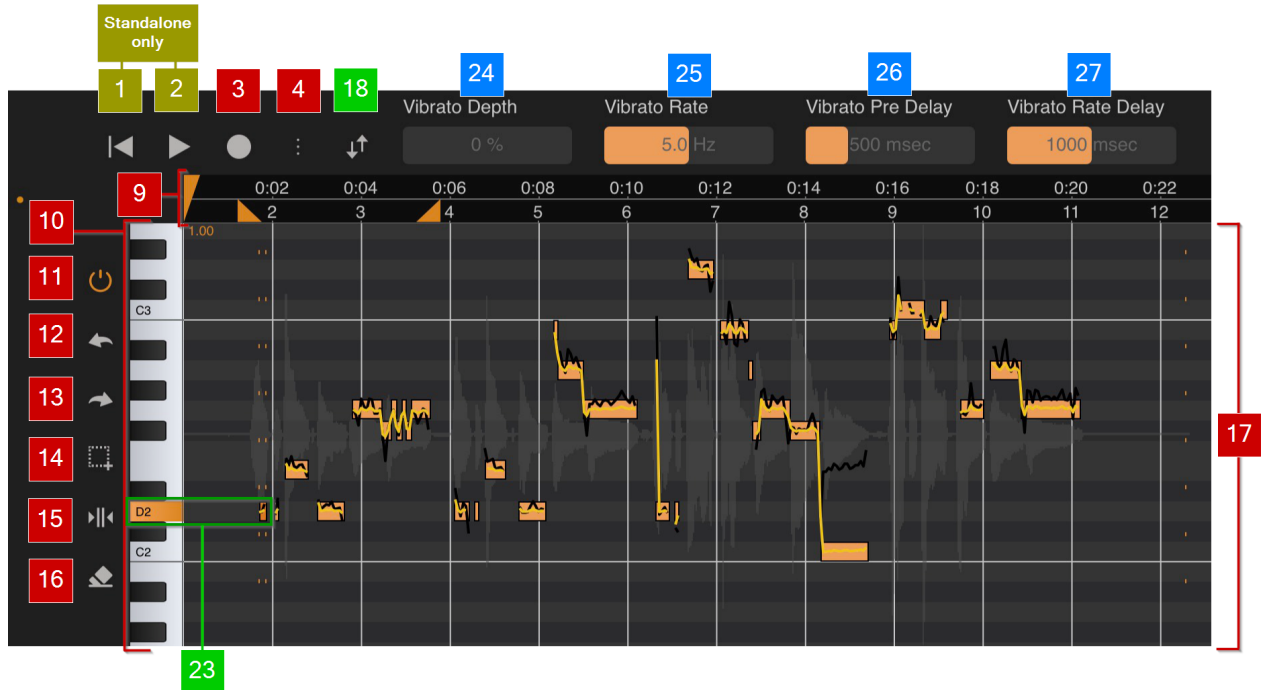 Standalone
only
1 2 3 4 18 24 25 26 27
Vibrato Depth Vibrato Rate Vibrato Pre Delay Vibrato Rate Delay
0 % 5.0 Hz 500 msec 1000 msec
9 0:02 0:04 0:06 0:08 0:10 0:12 0:14 0:16 0:18 0:20 0:22
2 3 4 5 6 7 8 9 10 11 12
10
1.00
11
C3
12
13
17
14
D2
15
C2
16
23